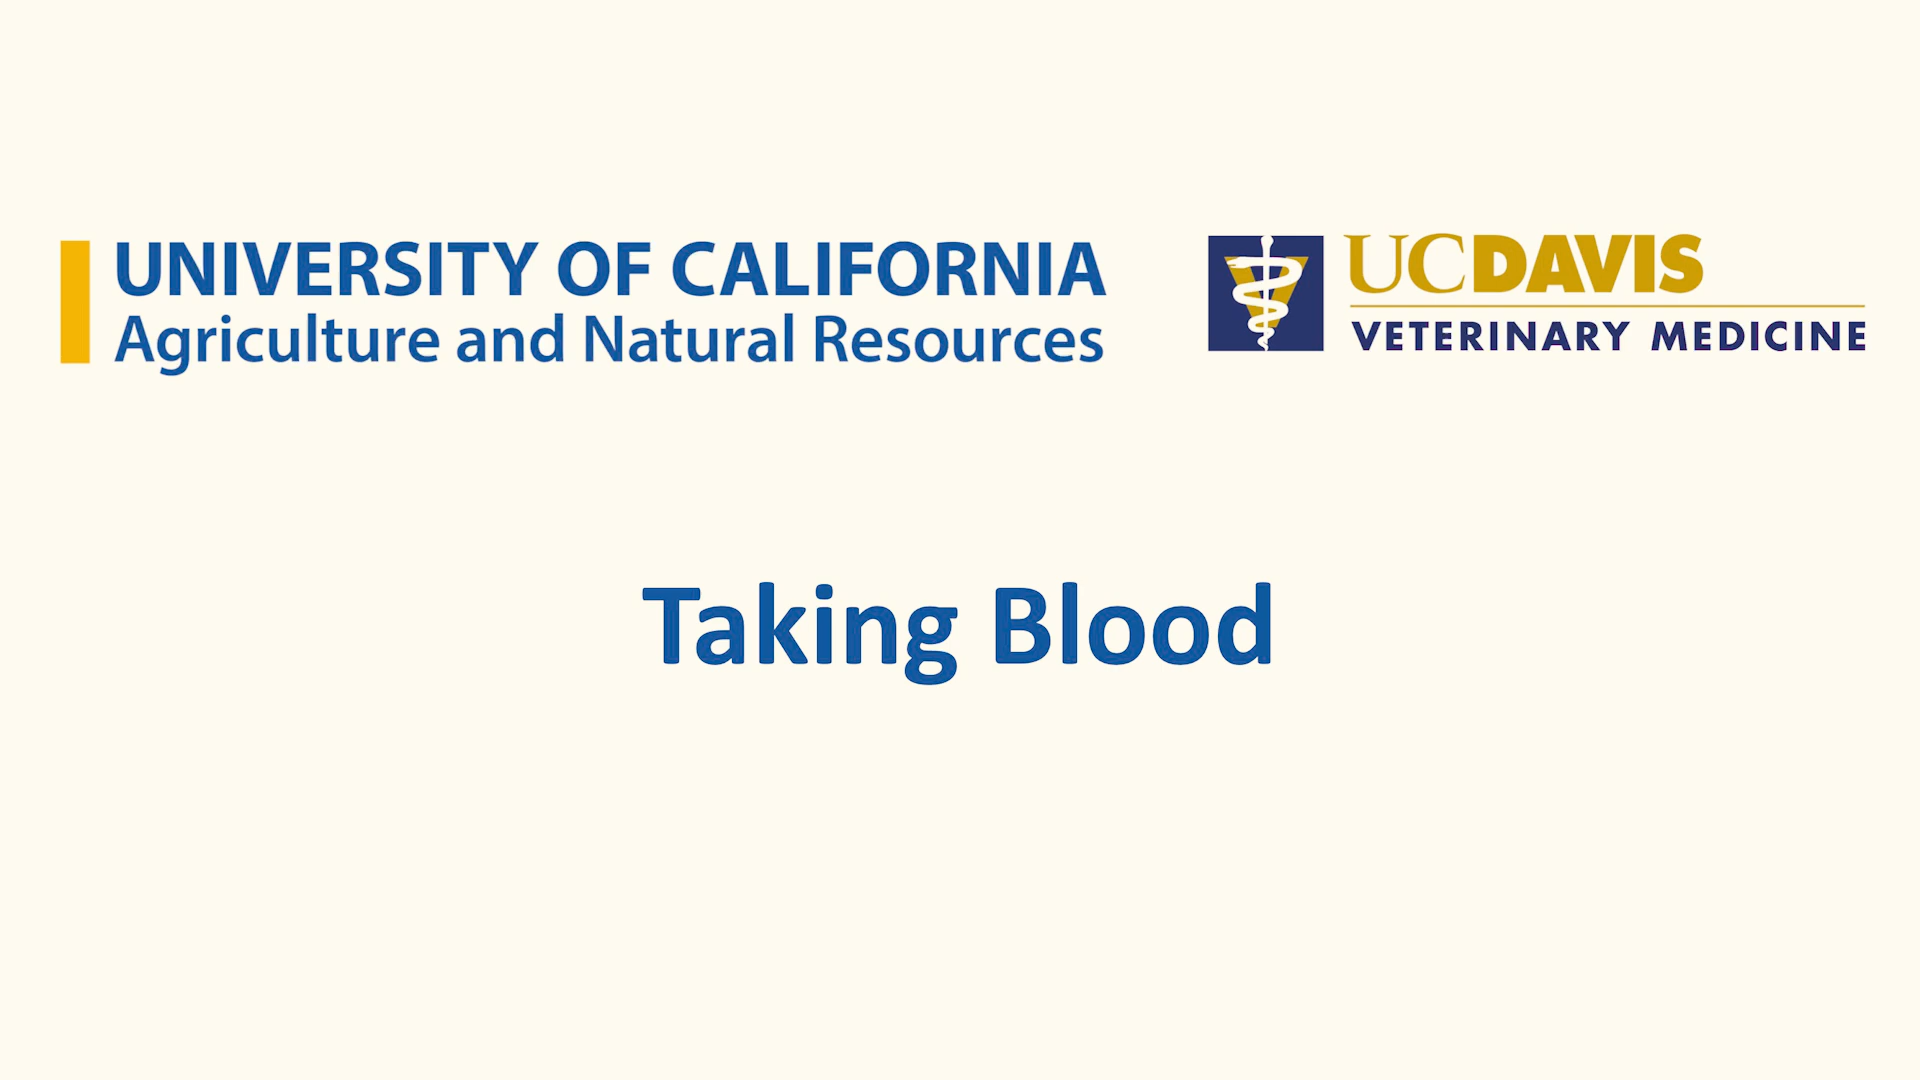 UNIVERSITY OF CALIFORNIA
Agriculture and Natural Resources
UCDAVIS
VETERINARY MEDICINE
Taking Blood